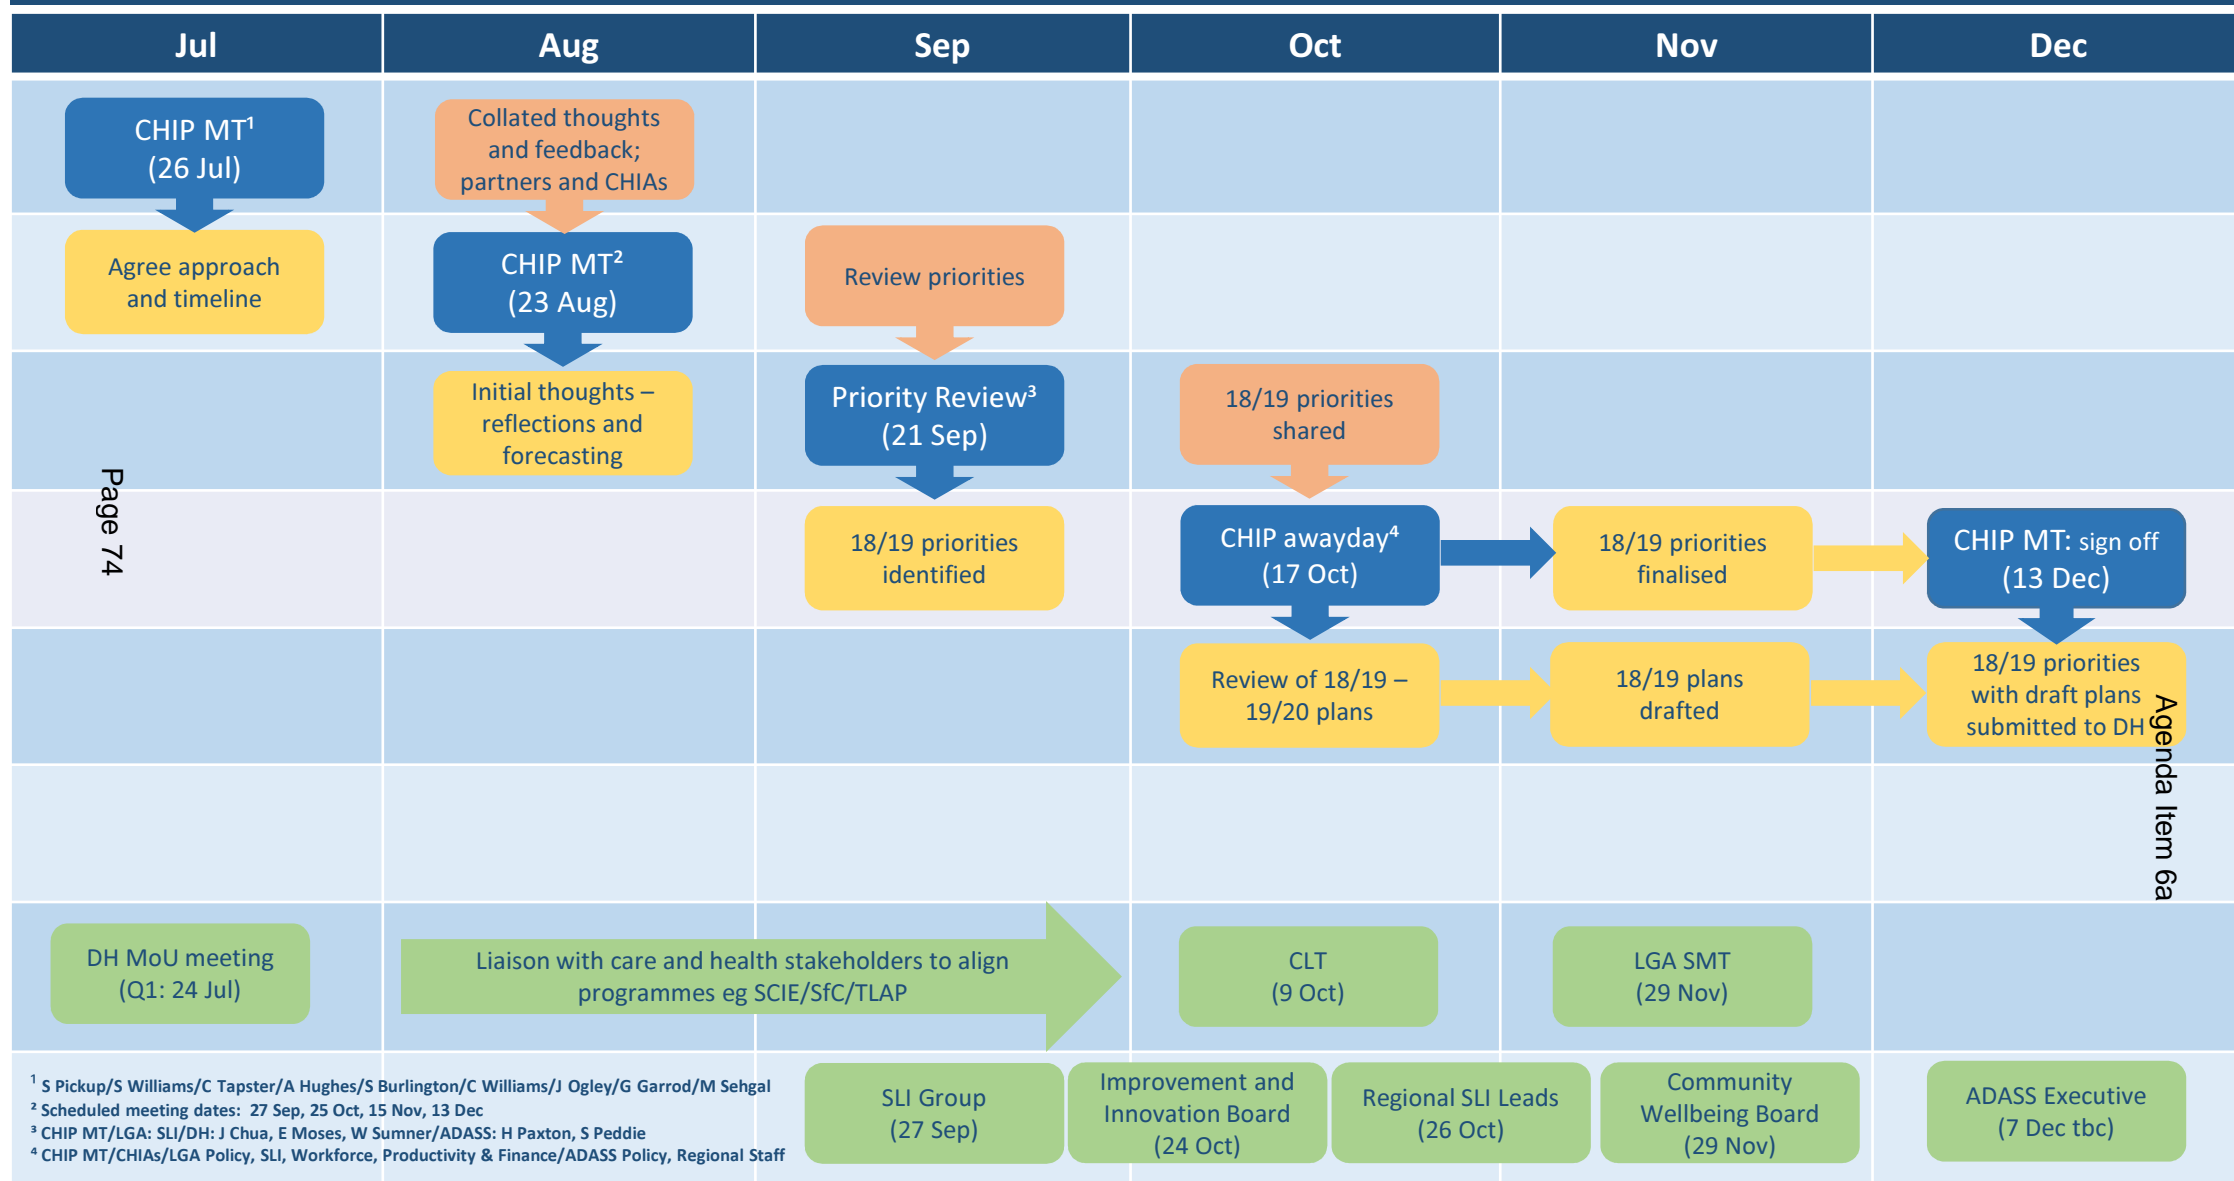 Jul
Aug
Sep
Oct
Nov
Dec
CHIP MT¹
(26 Jul)
Agree approach
and timeline
Collated thoughts
and feedback;
partners and CHIAs
CHIP MT²
(23 Aug)
Initial thoughts –
reflections and
forecasting
Review priorities
Priority Review³
(21 Sep)
18/19 priorities
identified
18/19 priorities
shared
CHIP awayday⁴
(17 Oct)
Review of 18/19 –
19/20 plans
18/19 priorities
finalised
18/19 plans
drafted
CHIP MT: sign off
(13 Dec)
18/19 priorities
with draft plans
submitted to DH
Page 74
Agenda Item 6a
DH MoU meeting
(Q1: 24 Jul)
Liaison with care and health stakeholders to align
programmes eg SCIE/SfC/TLAP
CLT
(9 Oct)
LGA SMT
(29 Nov)
¹ S Pickup/S Williams/C Tapster/A Hughes/S Burlington/C Williams/J Ogley/G Garrod/M Sehgal
² Scheduled meeting dates: 27 Sep, 25 Oct, 15 Nov, 13 Dec
³ CHIP MT/LGA: SLI/DH: J Chua, E Moses, W Sumner/ADASS: H Paxton, S Peddie
⁴ CHIP MT/CHIAs/LGA Policy, SLI, Workforce, Productivity & Finance/ADASS Policy, Regional Staff
SLI Group
(27 Sep)
Improvement and
Innovation Board
(24 Oct)
Regional SLI Leads
(26 Oct)
Community
Wellbeing Board
(29 Nov)
ADASS Executive
(7 Dec tbc)